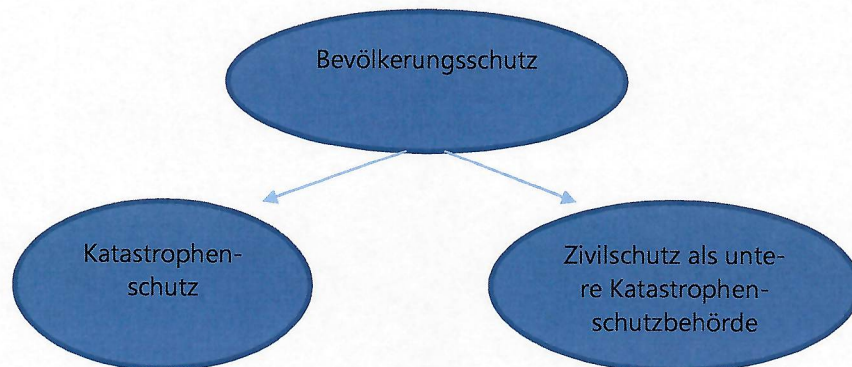 Bevölkerungsschutz
Katastrophen-
schutz
Zivilschutz als unte-
re Katastrophen-
schutzbehörde